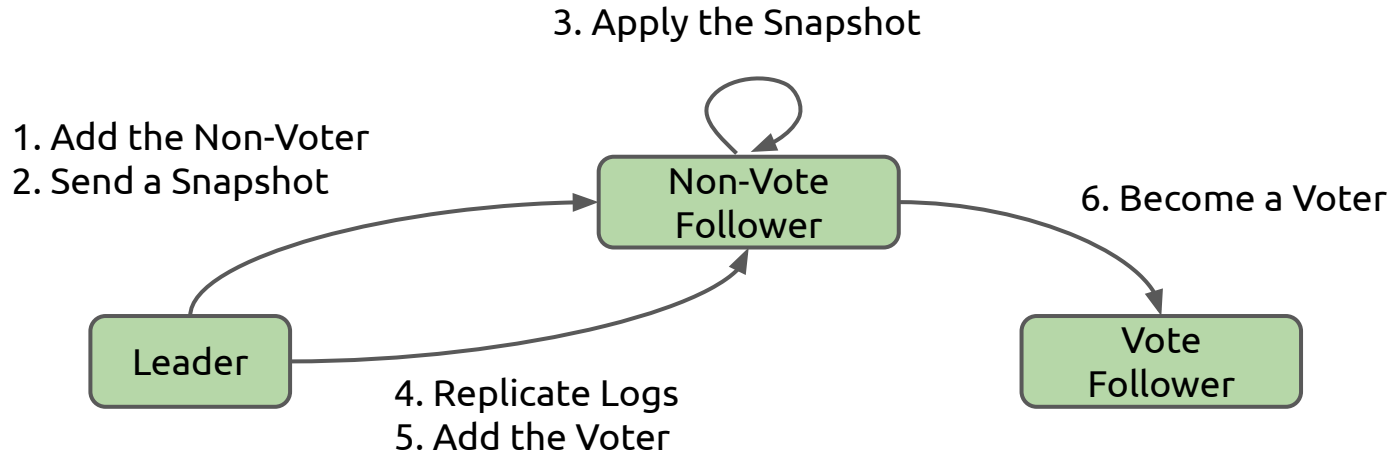 3. Apply the Snapshot
1. Add the Non-Voter
2. Send a Snapshot
Non-Vote
Follower
6. Become a Voter
Leader
Vote
Follower
4. Replicate Logs
5. Add the Voter